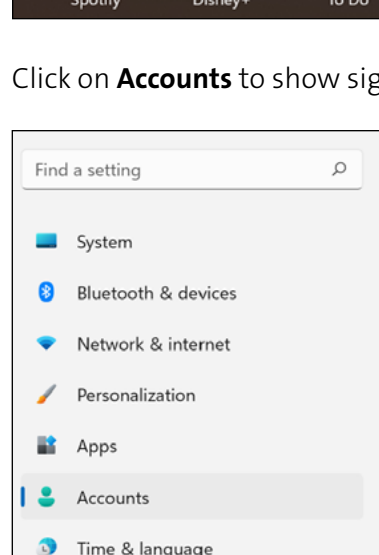 Spotify Disney+ To Do
Click on Accounts to show sig
Find a setting
System
Bluetooth & devices
Network & internet
Personalization
Apps
Accounts
Time & language